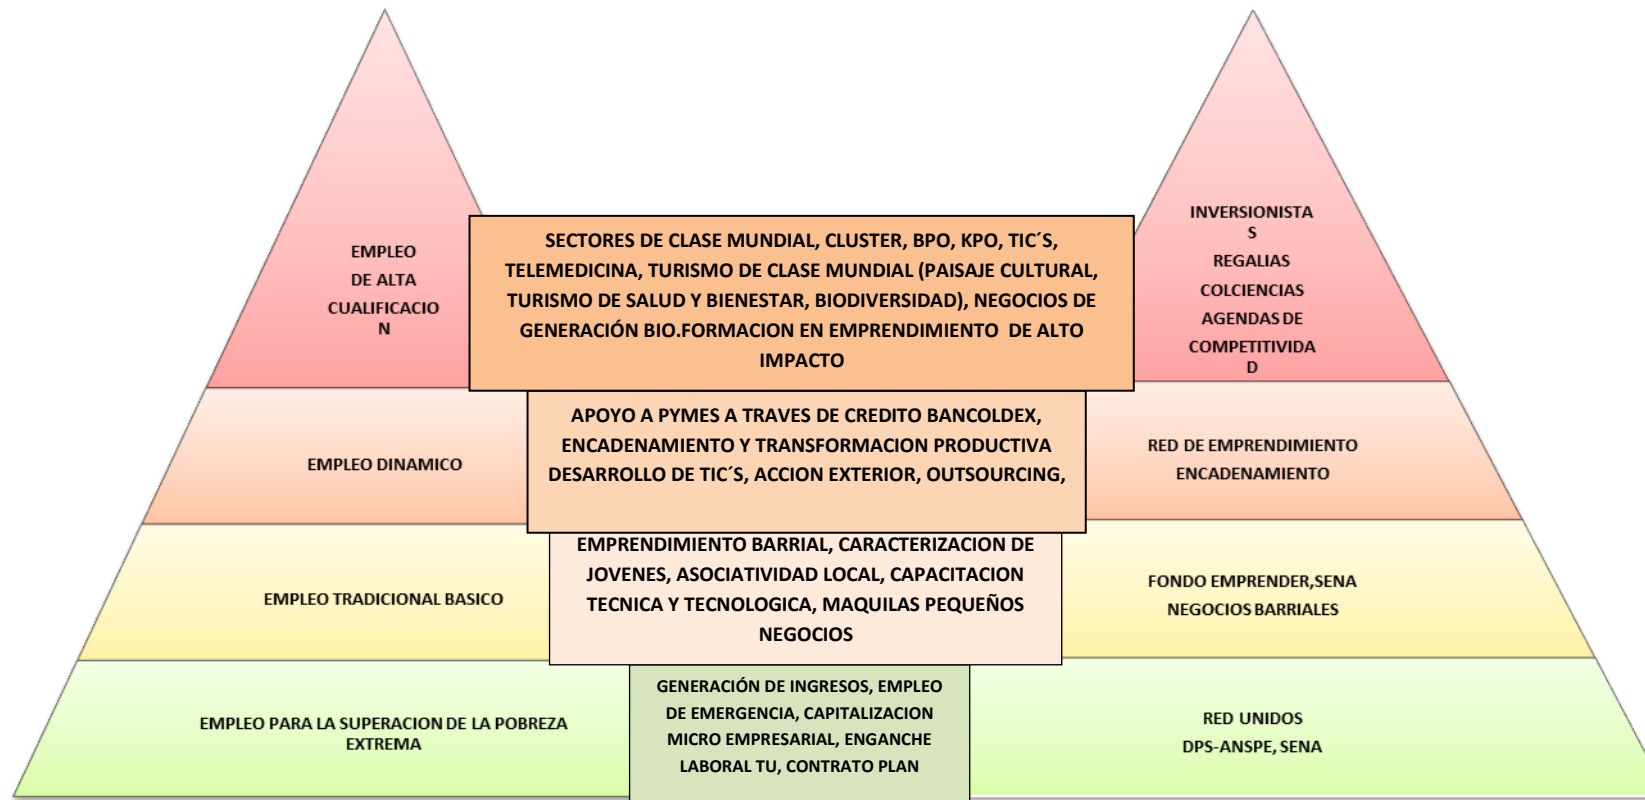 EMPLEO
DE ALTA
CUALIFICACIO
N
SECTORES DE CLASE MUNDIAL, CLUSTER, BPO, KPO, TIC´S,
TELEMEDICINA, TURISMO DE CLASE MUNDIAL (PAISAJE CULTURAL,
TURISMO DE SALUD Y BIENESTAR, BIODIVERSIDAD), NEGOCIOS DE
GENERACIÓN BIO.FORMACION EN EMPRENDIMIENTO DE ALTO
IMPACTO
INVERSIONISTA
S
REGALIAS
COLCIENCIAS
AGENDAS DE
COMPETITIVIDA
D
EMPLEO DINAMICO
APOYO A PYMES A TRAVES DE CREDITO BANCOLDEX,
ENCADENAMIENTO Y TRANSFORMACION PRODUCTIVA
DESARROLLO DE TIC´S, ACCION EXTERIOR, OUTSOURCING,
RED DE EMPRENDIMIENTO
ENCADENAMIENTO
EMPLEO TRADICIONAL BASICO
EMPRENDIMIENTO BARRIAL, CARACTERIZACION DE
JOVENES, ASOCIATIVIDAD LOCAL, CAPACITACION
TECNICA Y TECNOLOGICA, MAQUILAS PEQUEÑOS
NEGOCIOS
FONDO EMPRENDER,SENA
NEGOCIOS BARRIALES
EMPLEO PARA LA SUPERACION DE LA POBREZA
EXTREMA
GENERACIÓN DE INGRESOS, EMPLEO
DE EMERGENCIA, CAPITALIZACION
MICRO EMPRESARIAL, ENGANCHE
LABORAL TU, CONTRATO PLAN
RED UNIDOS
DPS-ANSPE, SENA